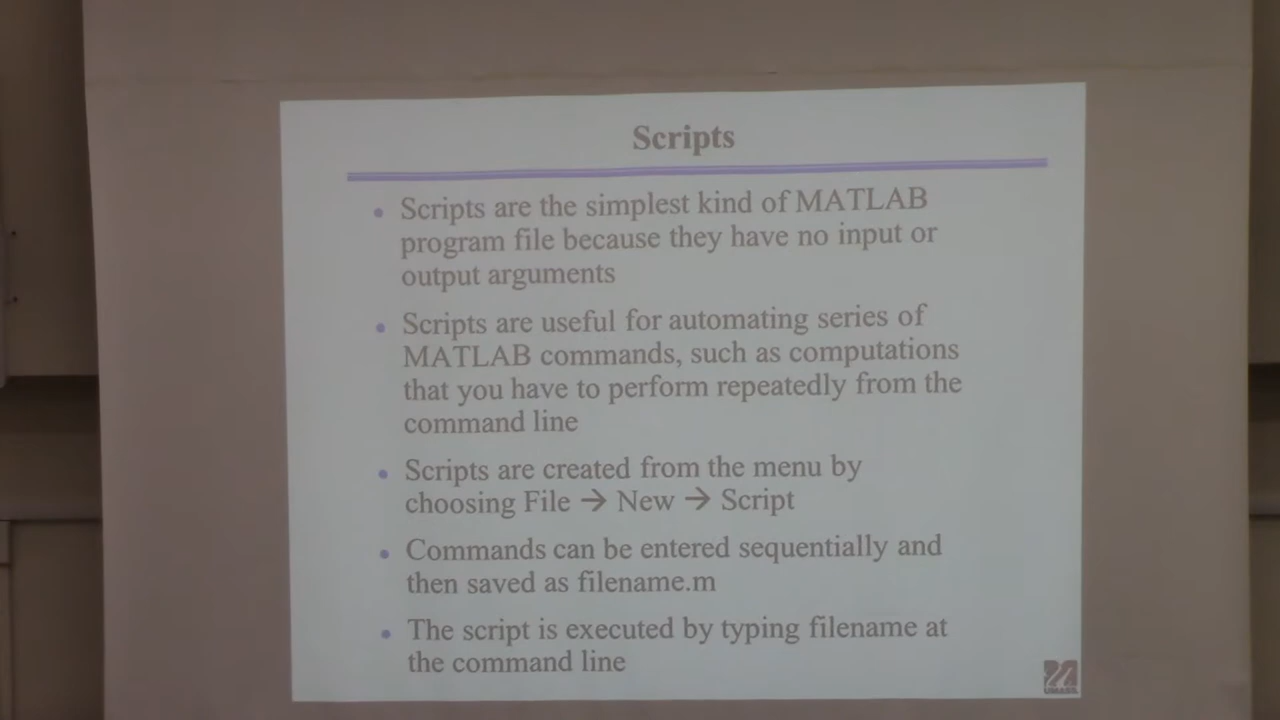 Scripts
• Scripts are the simplest kind of MATLAB
program file because they have no input or
output arguments
• Scripts are useful for automating series of
MATLAB commands, such as computations
that you have to perform repeatedly from the
command line
• Scripts are created from the menu by
choosing File → New → Script
• Commands can be entered sequentially and
then saved as filename.m
• The script is executed by typing filename at
the command line
UMASS